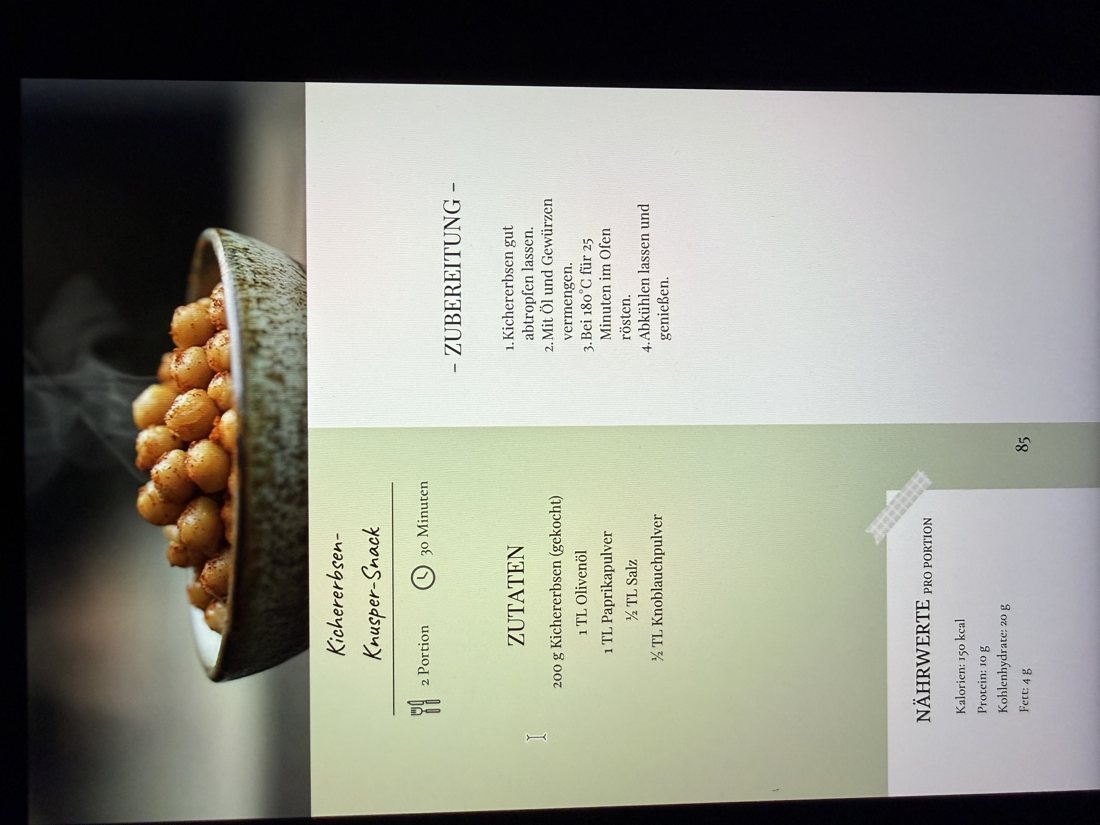 Kichererbsen-
Knusper-Snack
2 Portion 30 Minuten
ZUTATEN
200 g Kichererbsen (gekocht)
1 TL Olivenöl
1 TL Paprikapulver
½ TL Salz
½ TL Knoblauchpulver
NÄHRWERTE PRO PORTION
Kalorien: 150 kcal
Protein: 10 g
Kohlenhydrate: 20 g
Fett: 4 g
– ZUBEREITUNG –
1. Kichererbsen gut
abtropfen lassen.
2. Mit Öl und Gewürzen
vermengen.
3. Bei 180°C für 25
Minuten im Ofen
rösten.
4. Abkühlen lassen und
genießen.
85